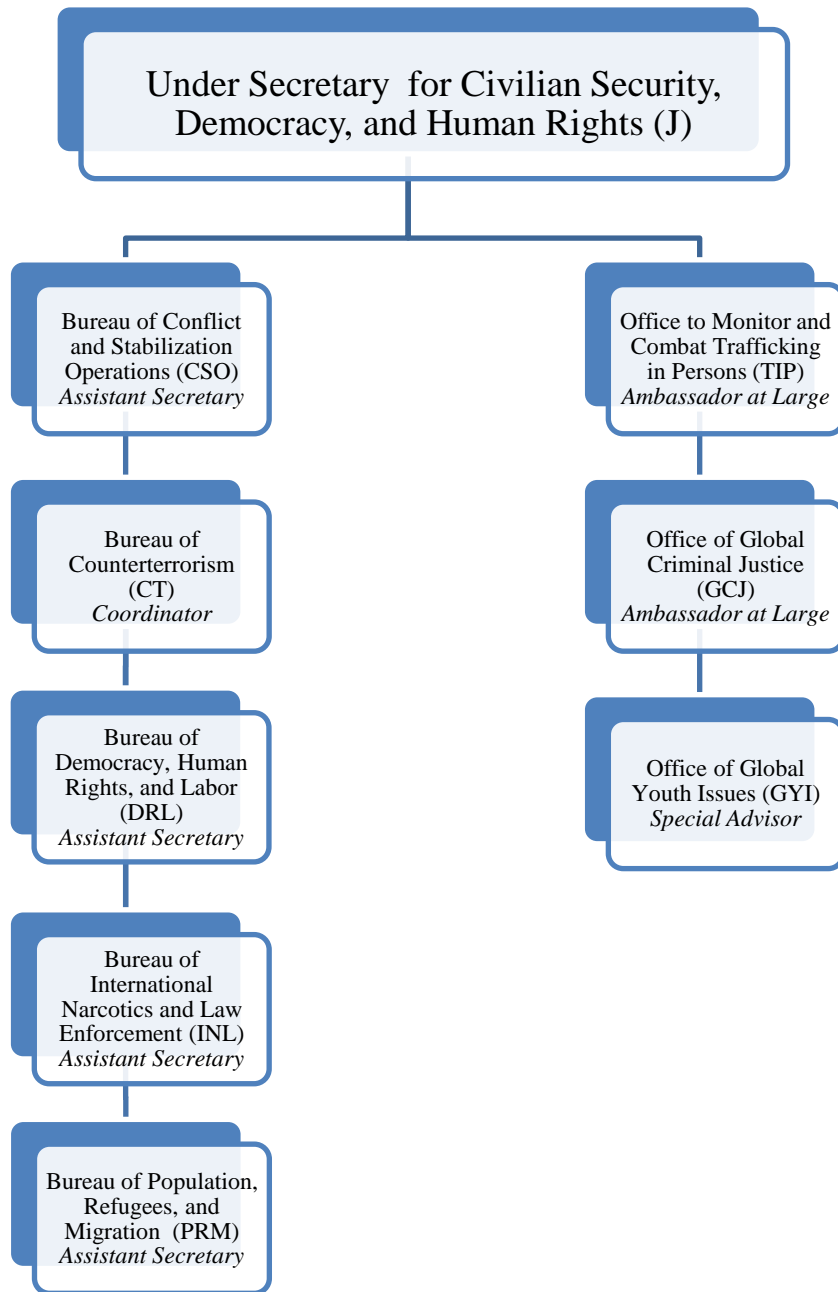 Under Secretary  for Civilian Security,
Democracy, and Human Rights (J)
Bureau of Conflict
and Stabilization
Operations (CSO)
Assistant Secretary
Bureau of
Counterterrorism
(CT)
Coordinator
Bureau of
Democracy, Human
Rights, and Labor
(DRL)
Assistant Secretary
Bureau of
International
Narcotics and Law
Enforcement (INL)
Assistant Secretary
Bureau of Population,
Refugees, and
Migration  (PRM)
Assistant Secretary
Office to Monitor and
Combat Trafficking
in Persons (TIP)
Ambassador at Large
Office of Global
Criminal Justice
(GCJ)
Ambassador at Large
Office of Global
Youth Issues (GYI)
Special Advisor